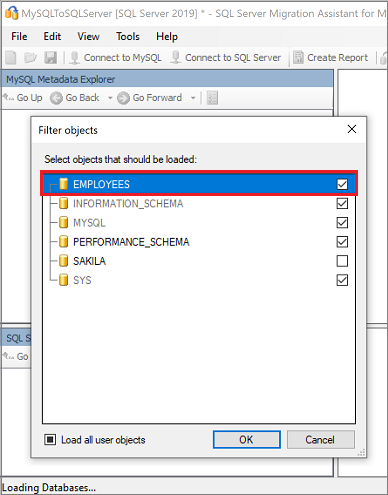 MySQLToSQLServer [SQL Server 2019] * - SQL Server Migration Assistant for M
File Edit View Tools Help
Connect to MySQL Connect to SQL Server Create Report
MySQL Metadata Explorer
Go Up Go Back Go Forward
Filter objects
Select objects that should be loaded:
EMPLOYEES
INFORMATION_SCHEMA
MYSQL
PERFORMANCE_SCHEMA
SAKILA
SYS
SQL S
Go
Load all user objects OK Cancel
Loading Databases...